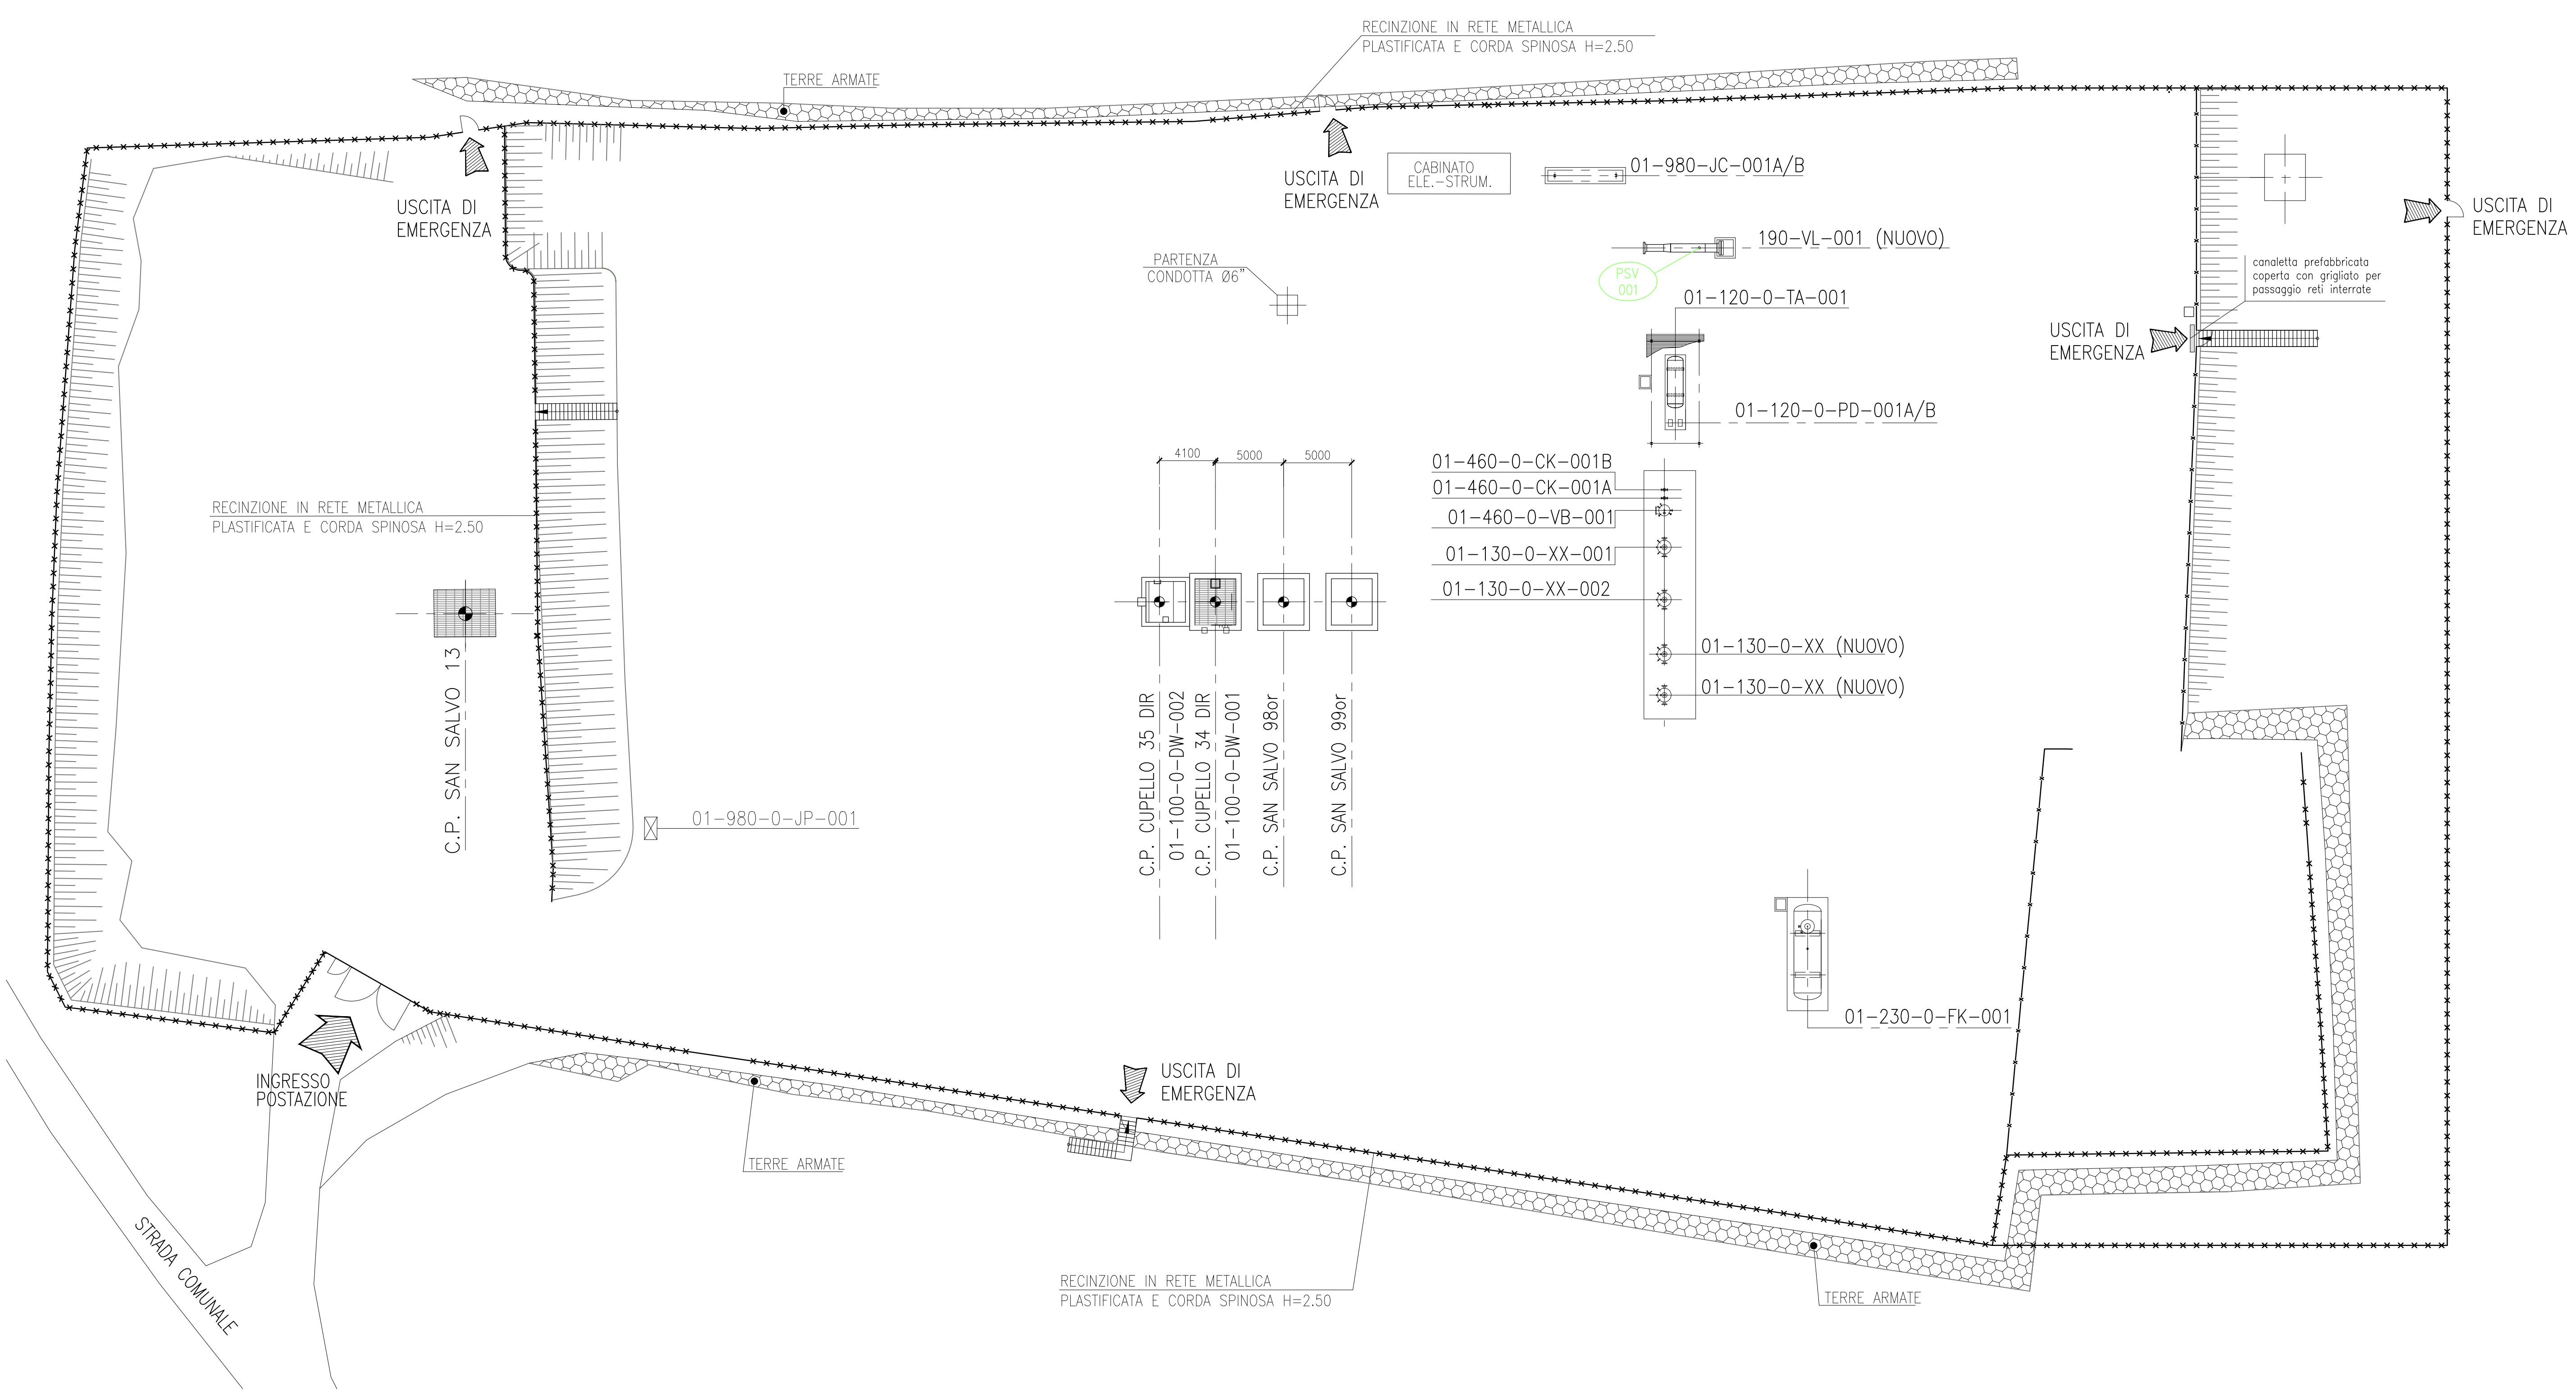 RECINZIONE IN RETE METALLICA
PLASTIFICATA E CORDA SPINOSA H=2.50
TERRE ARMATE
USCITA DI
EMERGENZA
USCITA DI
EMERGENZA
CABINATO
ELE.-STRUM.
01-980-JC-001A/B
USCITA DI
EMERGENZA
190-VL-001 (NUOVO)
PARTENZA
CONDOTTA Ø6"
PSV
001
canaletta prefabbricata
coperta con grigliato per
passaggio reti interrate
01-120-0-TA-001
USCITA DI
EMERGENZA
01-120-0-PD-001A/B
4100
5000
5000
01-460-0-CK-001B
01-460-0-CK-001A
01-460-0-VB-001
01-130-0-XX-001
01-130-0-XX-002
01-130-0-XX (NUOVO)
01-130-0-XX (NUOVO)
RECINZIONE IN RETE METALLICA
PLASTIFICATA E CORDA SPINOSA H=2.50
C.P. SAN SALVO 13
01-980-0-JP-001
C.P. CUPELLO 35 DIR
01-100-0-DW-002
C.P. CUPELLO 34 DIR
01-100-0-DW-001
C.P. SAN SALVO 98or
C.P. SAN SALVO 99or
01-230-0-FK-001
INGRESSO
POSTAZIONE
USCITA DI
EMERGENZA
TERRE ARMATE
STRADA COMUNALE
RECINZIONE IN RETE METALLICA
PLASTIFICATA E CORDA SPINOSA H=2.50
TERRE ARMATE